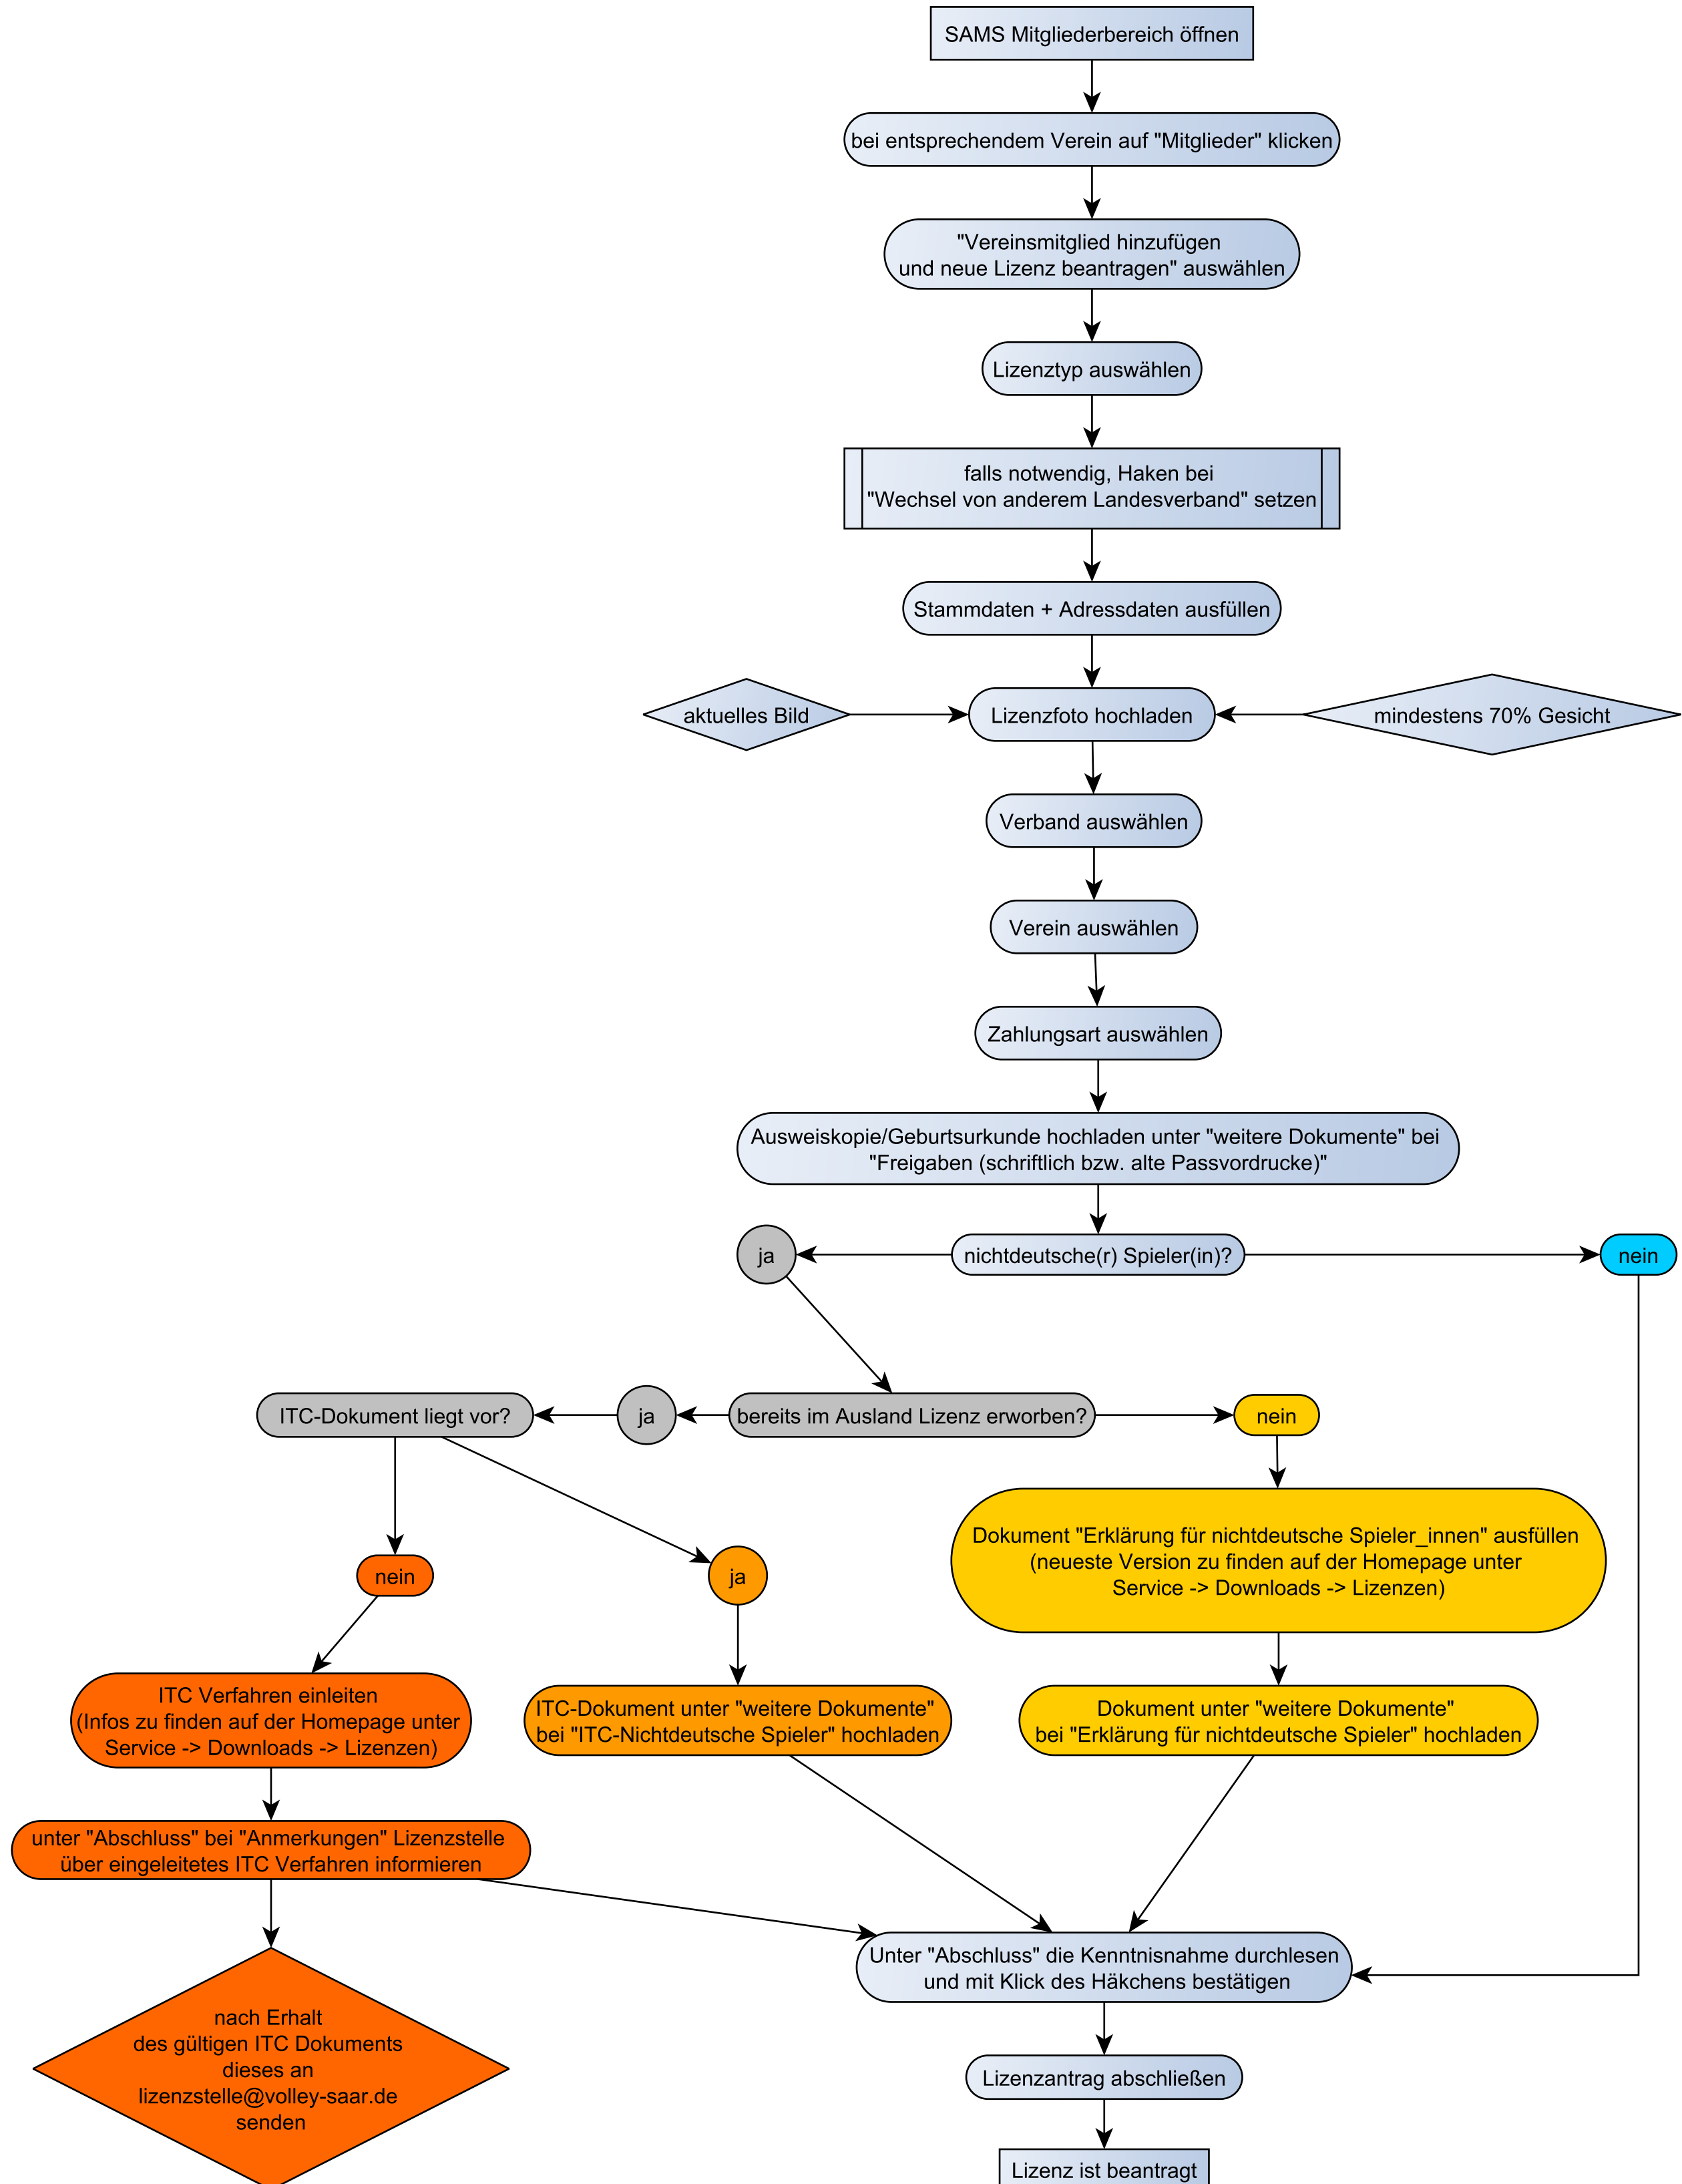 SAMS Mitgliederbereich öffnen
bei entsprechendem Verein auf "Mitglieder" klicken
"Vereinsmitglied hinzufügen
und neue Lizenz beantragen" auswählen
Lizenztyp auswählen
falls notwendig, Haken bei
"Wechsel von anderem Landesverband" setzen
Stammdaten + Adressdaten ausfüllen
aktuelles Bild
Lizenzfoto hochladen
mindestens 70% Gesicht
Verband auswählen
Verein auswählen
Zahlungsart auswählen
Ausweiskopie/Geburtsurkunde hochladen unter "weitere Dokumente" bei
"Freigaben (schriftlich bzw. alte Passvordrucke)"
ja
nichtdeutsche(r) Spieler(in)?
nein
ITC-Dokument liegt vor?
ja
bereits im Ausland Lizenz erworben?
nein
Dokument "Erklärung für nichtdeutsche Spieler_innen" ausfüllen
(neueste Version zu finden auf der Homepage unter
Service -> Downloads -> Lizenzen)
nein
ja
ITC Verfahren einleiten
(Infos zu finden auf der Homepage unter
Service -> Downloads -> Lizenzen)
ITC-Dokument unter "weitere Dokumente"
bei "ITC-Nichtdeutsche Spieler" hochladen
Dokument unter "weitere Dokumente"
bei "Erklärung für nichtdeutsche Spieler" hochladen
unter "Abschluss" bei "Anmerkungen" Lizenzstelle
über eingeleitetes ITC Verfahren informieren
Unter "Abschluss" die Kenntnisnahme durchlesen
und mit Klick des Häkchens bestätigen
nach Erhalt
des gültigen ITC Dokuments
dieses an
lizenzstelle@volley-saar.de
senden
Lizenzantrag abschließen
Lizenz ist beantragt